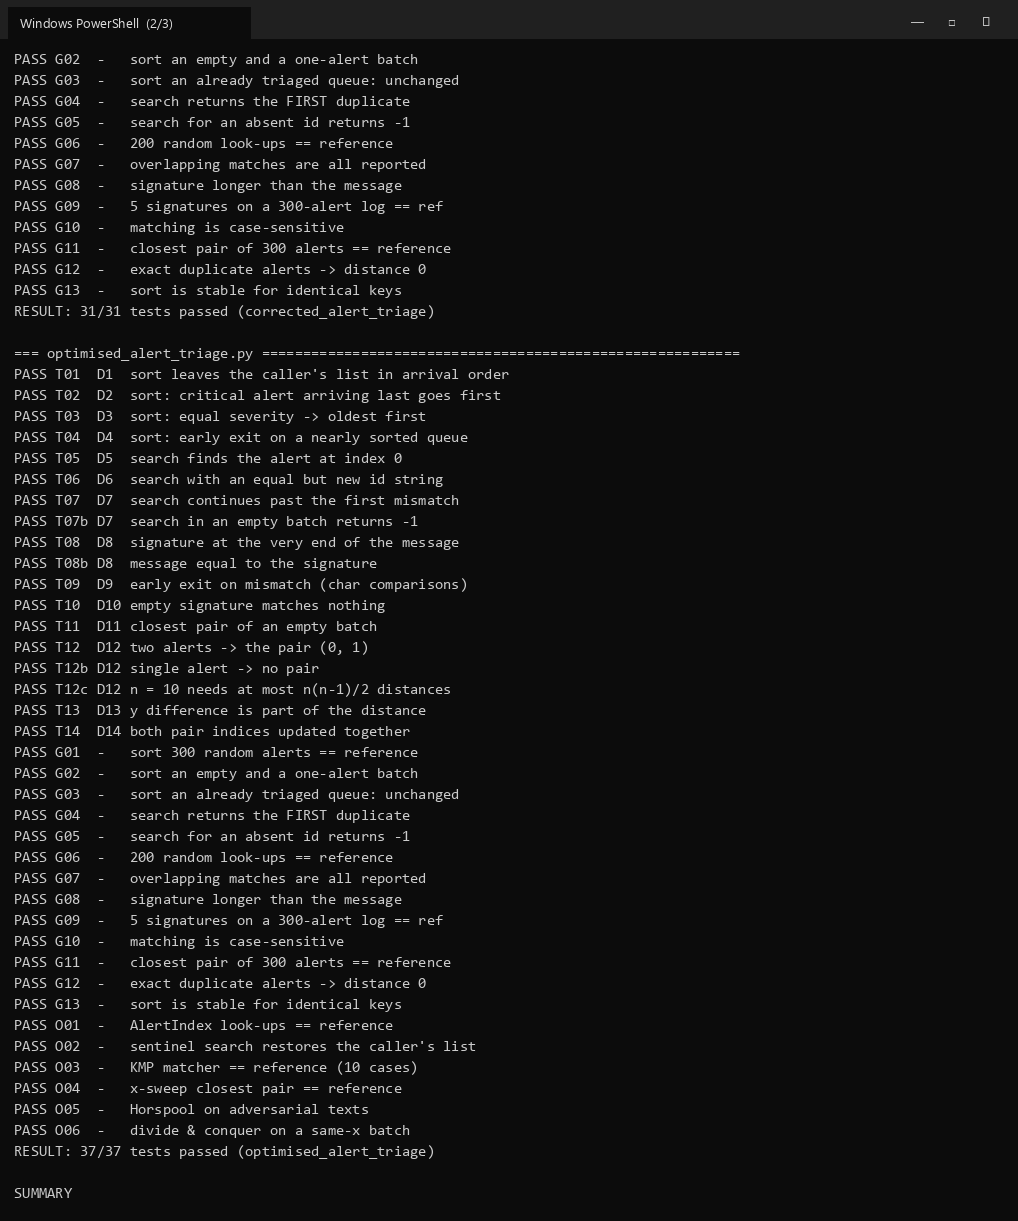 Windows PowerShell  (2/3)
PASS G02  -   sort an empty and a one-alert batch
PASS G03  -   sort an already triaged queue: unchanged
PASS G04  -   search returns the FIRST duplicate
PASS G05  -   search for an absent id returns -1
PASS G06  -   200 random look-ups == reference
PASS G07  -   overlapping matches are all reported
PASS G08  -   signature longer than the message
PASS G09  -   5 signatures on a 300-alert log == ref
PASS G10  -   matching is case-sensitive
PASS G11  -   closest pair of 300 alerts == reference
PASS G12  -   exact duplicate alerts -> distance 0
PASS G13  -   sort is stable for identical keys
RESULT: 31/31 tests passed (corrected_alert_triage)
=== optimised_alert_triage.py ==========================================================
PASS T01  D1  sort leaves the caller's list in arrival order
PASS T02  D2  sort: critical alert arriving last goes first
PASS T03  D3  sort: equal severity -> oldest first
PASS T04  D4  sort: early exit on a nearly sorted queue
PASS T05  D5  search finds the alert at index 0
PASS T06  D6  search with an equal but new id string
PASS T07  D7  search continues past the first mismatch
PASS T07b D7  search in an empty batch returns -1
PASS T08  D8  signature at the very end of the message
PASS T08b D8  message equal to the signature
PASS T09  D9  early exit on mismatch (char comparisons)
PASS T10  D10 empty signature matches nothing
PASS T11  D11 closest pair of an empty batch
PASS T12  D12 two alerts -> the pair (0, 1)
PASS T12b D12 single alert -> no pair
PASS T12c D12 n = 10 needs at most n(n-1)/2 distances
PASS T13  D13 y difference is part of the distance
PASS T14  D14 both pair indices updated together
PASS G01  -   sort 300 random alerts == reference
PASS G02  -   sort an empty and a one-alert batch
PASS G03  -   sort an already triaged queue: unchanged
PASS G04  -   search returns the FIRST duplicate
PASS G05  -   search for an absent id returns -1
PASS G06  -   200 random look-ups == reference
PASS G07  -   overlapping matches are all reported
PASS G08  -   signature longer than the message
PASS G09  -   5 signatures on a 300-alert log == ref
PASS G10  -   matching is case-sensitive
PASS G11  -   closest pair of 300 alerts == reference
PASS G12  -   exact duplicate alerts -> distance 0
PASS G13  -   sort is stable for identical keys
PASS O01  -   AlertIndex look-ups == reference
PASS O02  -   sentinel search restores the caller's list
PASS O03  -   KMP matcher == reference (10 cases)
PASS O04  -   x-sweep closest pair == reference
PASS O05  -   Horspool on adversarial texts
PASS O06  -   divide & conquer on a same-x batch
RESULT: 37/37 tests passed (optimised_alert_triage)
SUMMARY